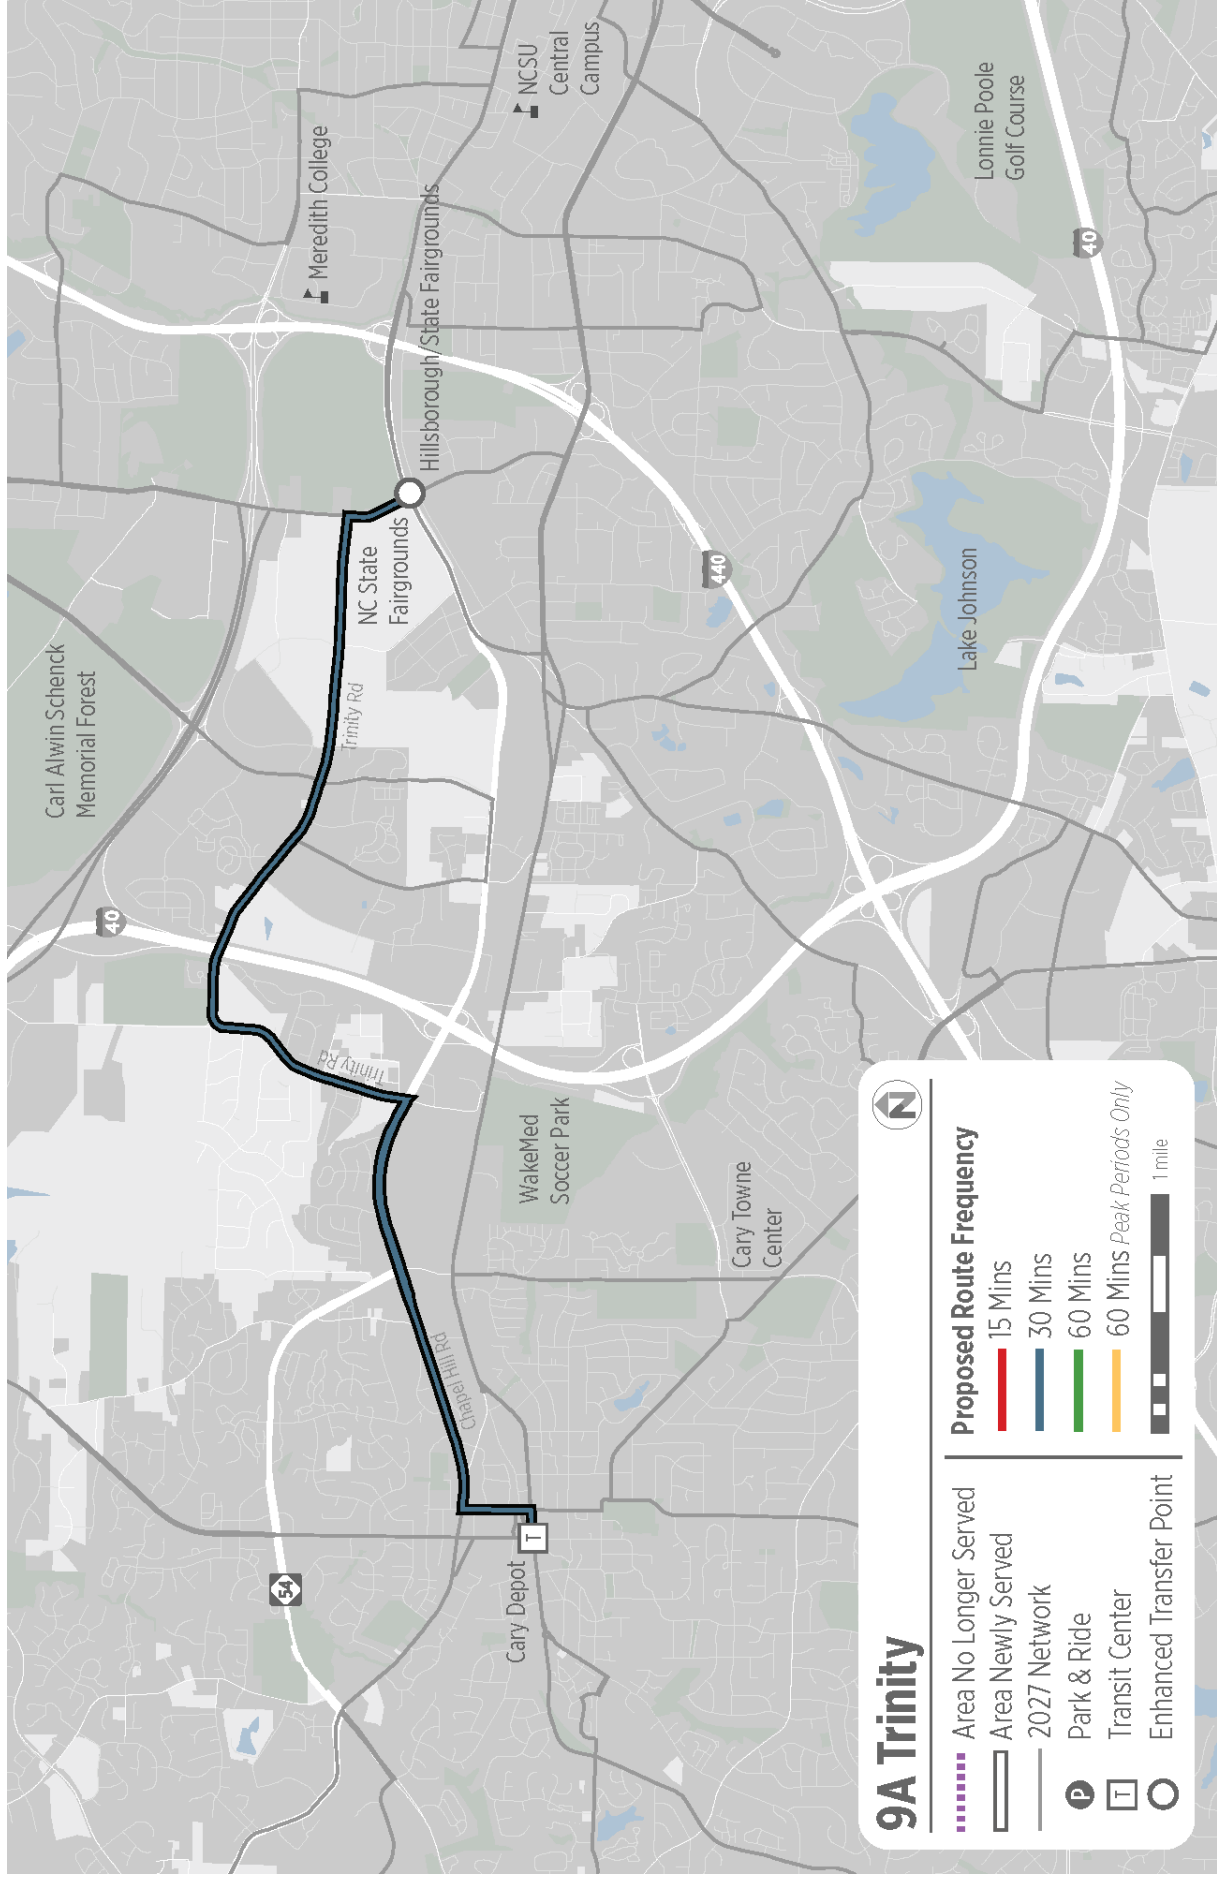 Carl Alwin Schenck
Memorial Forest
Meredith College
NCSU
Central
Campus
Hillsborough/State Fairgrounds
NC State
Fairgrounds
Trinity Rd
40
Trinity Rd
Lonnie Poole
Golf Course
40
440
Lake Johnson
WakeMed
Soccer Park
Cary Towne
Center
Chapel Hill Rd
54
T
Cary Depot
9A Trinity
N
Area No Longer Served
Area Newly Served
2027 Network
P
Park & Ride
T
Transit Center
Enhanced Transfer Point
Proposed Route Frequency
15 Mins
30 Mins
60 Mins
60 Mins Peak Periods Only
1 mile